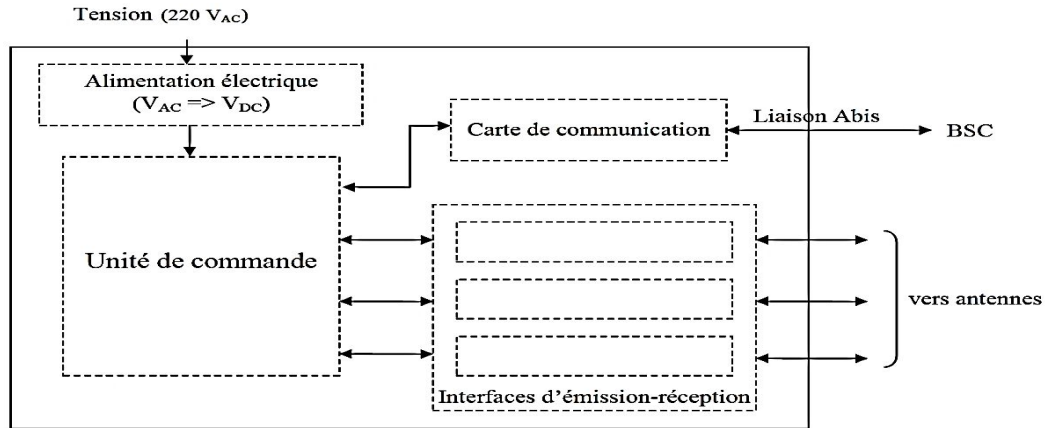 Tension (220 VAC)
Alimentation électrique
(VAC => VDC)
Carte de communication
Liaison Abis
BSC
Unité de commande
vers antennes
Interfaces d’émission-réception